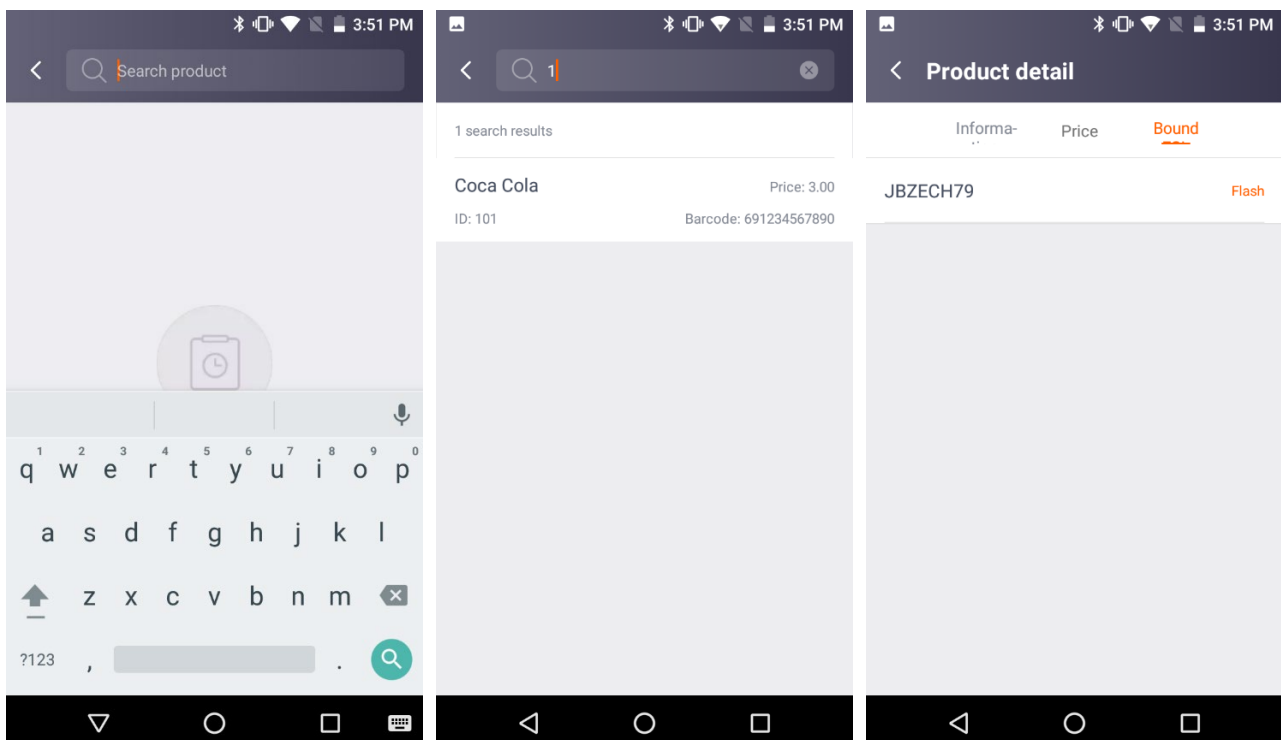 3:51 PM
Search product
1 2 3 4 5 6 7 8 9 0
q w e r t y u i o p
a s d f g h j k l
z x c v b n m
?123 , .
3:51 PM
1
1 search results
Coca Cola Price: 3.00
ID: 101 Barcode: 691234567890
3:51 PM
Product detail
Informa- Price Bound
JBZECH79 Flash